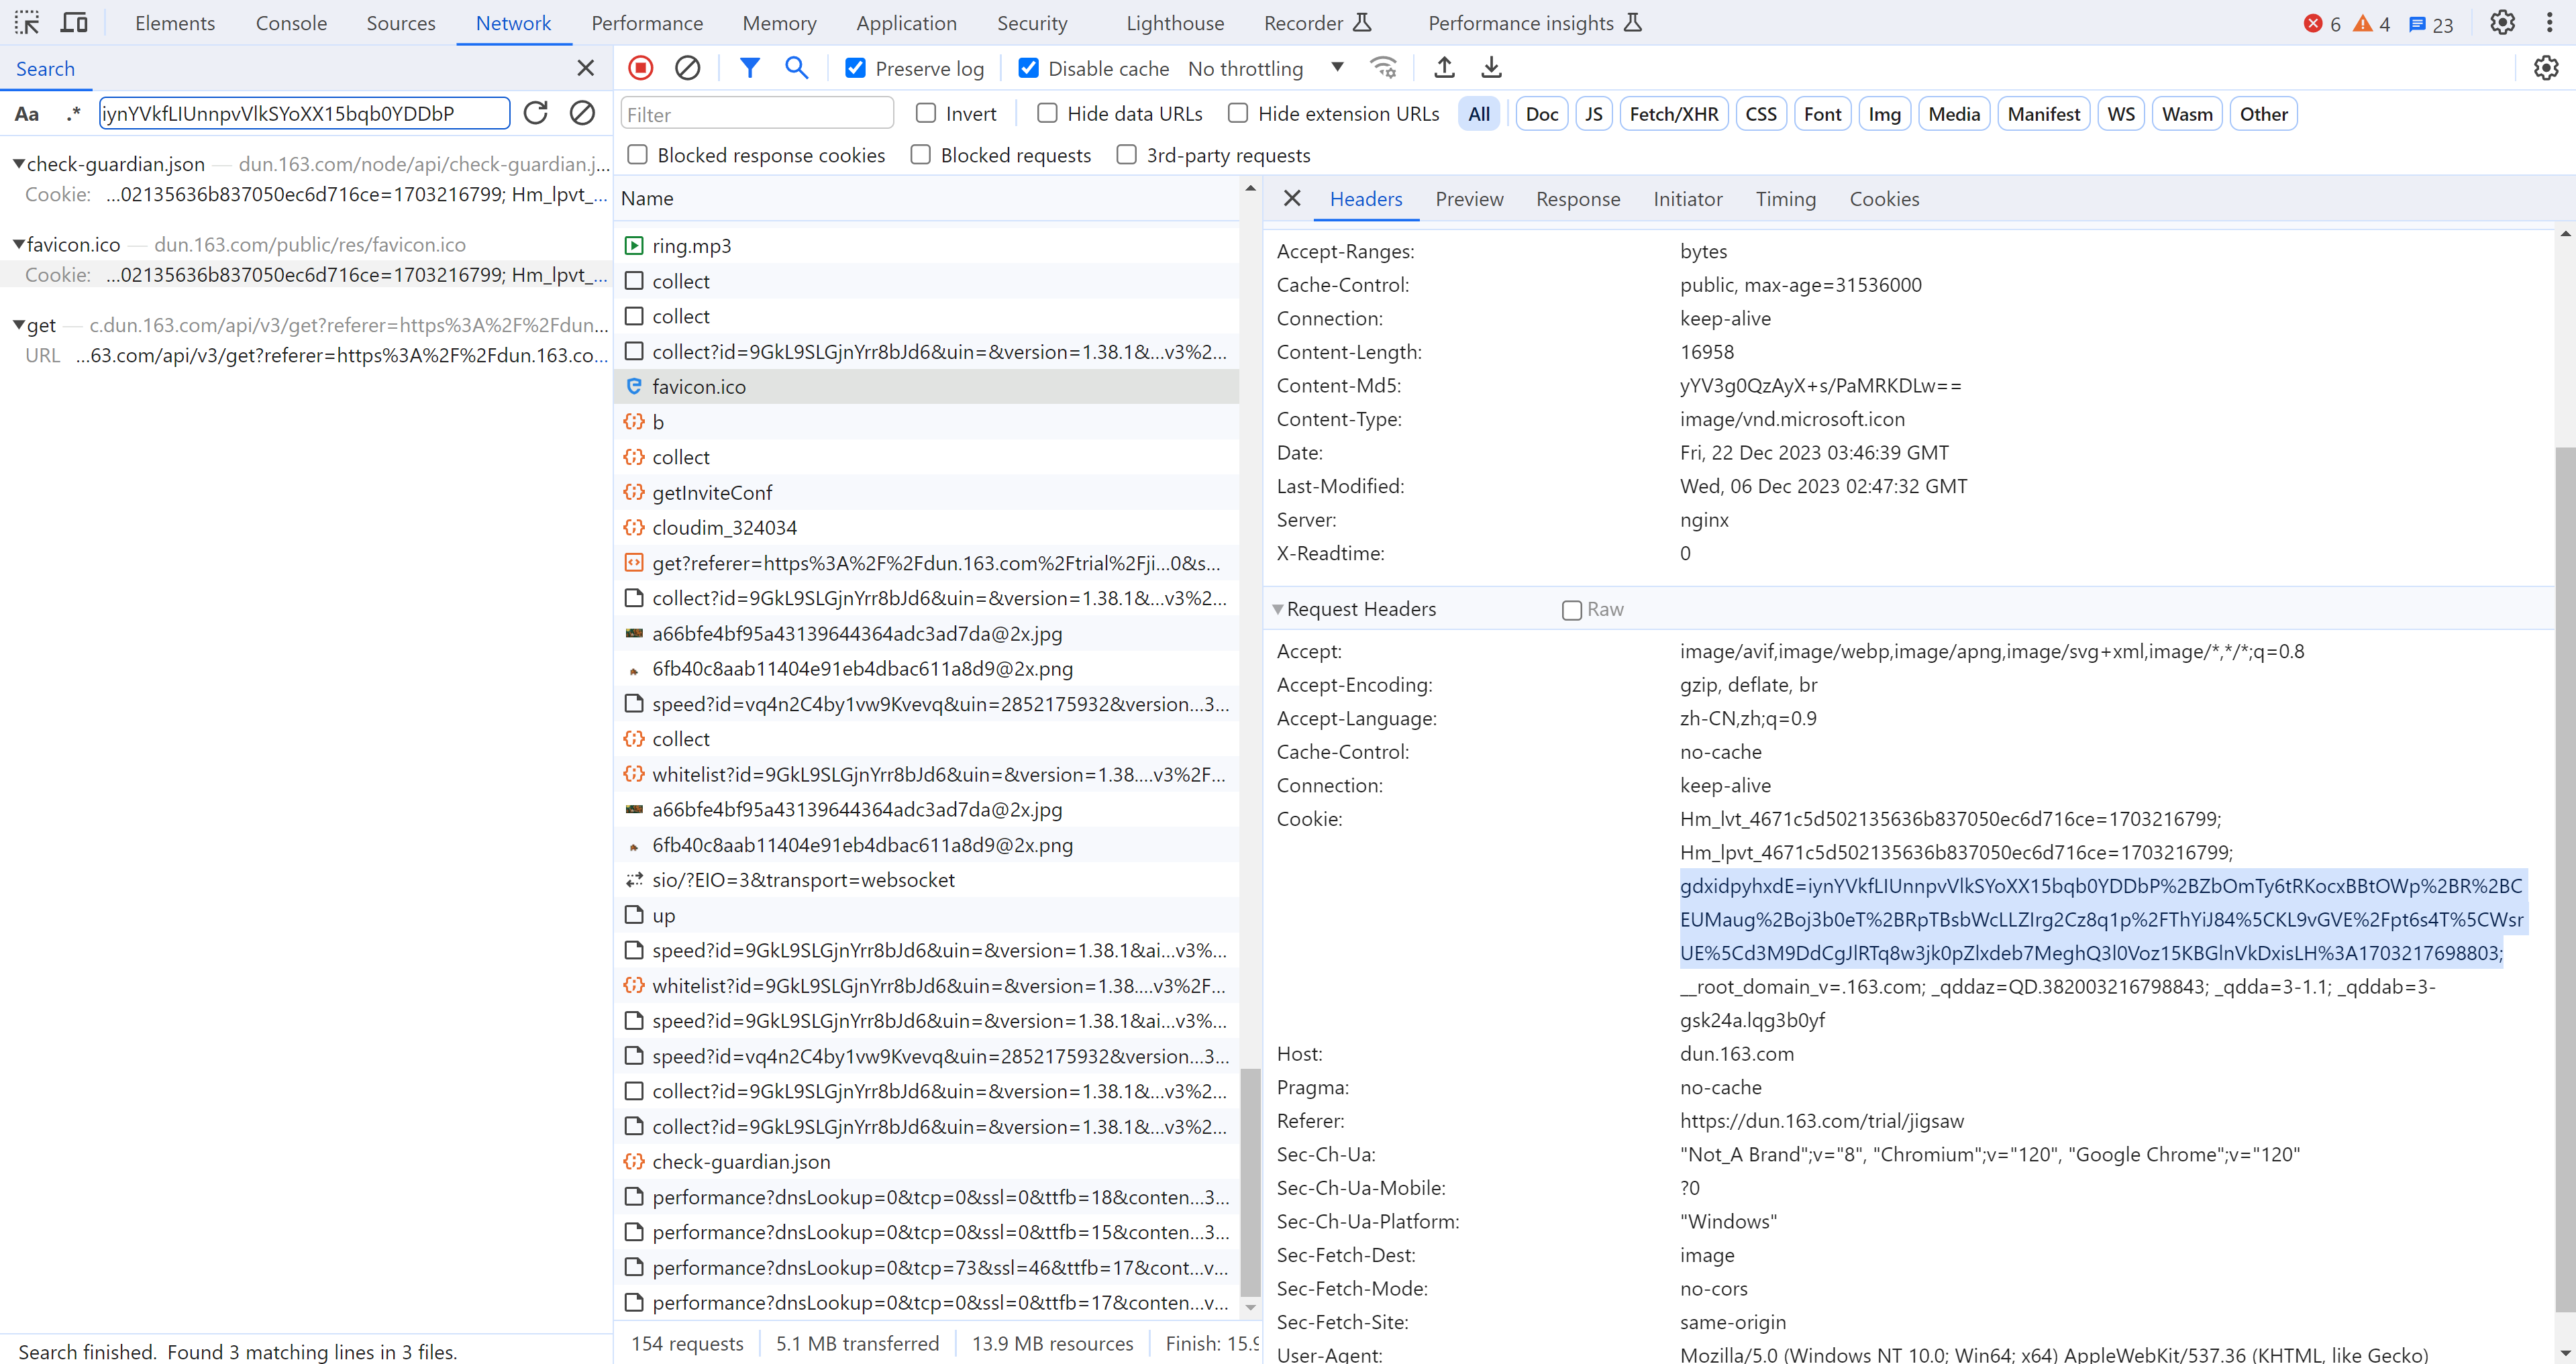 Elements Console Sources Network Performance Memory Application Security Lighthouse Recorder Performance insights 6 4 23
Search
Aa .* iynYVkfLIUnnpvVlkSYoXX15bqb0YDDbP
check-guardian.json — dun.163.com/node/api/check-guardian.j...
Cookie: ...02135636b837050ec6d716ce=1703216799; Hm_lpvt_...
favicon.ico — dun.163.com/public/res/favicon.ico
Cookie: ...02135636b837050ec6d716ce=1703216799; Hm_lpvt_...
get — c.dun.163.com/api/v3/get?referer=https%3A%2F%2Fdun...
URL ...63.com/api/v3/get?referer=https%3A%2F%2Fdun.163.co...
Search finished. Found 3 matching lines in 3 files.
Preserve log Disable cache No throttling
Filter Invert Hide data URLs Hide extension URLs All Doc JS Fetch/XHR CSS Font Img Media Manifest WS Wasm Other
Blocked response cookies Blocked requests 3rd-party requests
Name
ring.mp3
collect
collect
collect?id=9GkL9SLGjnYrr8bJd6&uin=&version=1.38.1&...v3%2...
favicon.ico
b
collect
getInviteConf
cloudim_324034
get?referer=https%3A%2F%2Fdun.163.com%2Ftrial%2Fji...0&s...
collect?id=9GkL9SLGjnYrr8bJd6&uin=&version=1.38.1&...v3%2...
a66bfe4bf95a43139644364adc3ad7da@2x.jpg
6fb40c8aab11404e91eb4dbac611a8d9@2x.png
speed?id=vq4n2C4by1vw9Kvevq&uin=2852175932&version...3...
collect
whitelist?id=9GkL9SLGjnYrr8bJd6&uin=&version=1.38....v3%2F...
a66bfe4bf95a43139644364adc3ad7da@2x.jpg
6fb40c8aab11404e91eb4dbac611a8d9@2x.png
sio/?EIO=3&transport=websocket
up
speed?id=9GkL9SLGjnYrr8bJd6&uin=&version=1.38.1&ai...v3%...
whitelist?id=9GkL9SLGjnYrr8bJd6&uin=&version=1.38....v3%2F...
speed?id=9GkL9SLGjnYrr8bJd6&uin=&version=1.38.1&ai...v3%...
speed?id=vq4n2C4by1vw9Kvevq&uin=2852175932&version...3...
collect?id=9GkL9SLGjnYrr8bJd6&uin=&version=1.38.1&...v3%2...
collect?id=9GkL9SLGjnYrr8bJd6&uin=&version=1.38.1&...v3%2...
check-guardian.json
performance?dnsLookup=0&tcp=0&ssl=0&ttfb=18&conten...3...
performance?dnsLookup=0&tcp=0&ssl=0&ttfb=15&conten...3...
performance?dnsLookup=0&tcp=73&ssl=46&ttfb=17&cont...v...
performance?dnsLookup=0&tcp=0&ssl=0&ttfb=17&conten...v...
154 requests 5.1 MB transferred 13.9 MB resources Finish: 15.9
Headers Preview Response Initiator Timing Cookies
Accept-Ranges: bytes
Cache-Control: public, max-age=31536000
Connection: keep-alive
Content-Length: 16958
Content-Md5: yYV3g0QzAyX+s/PaMRKDLw==
Content-Type: image/vnd.microsoft.icon
Date: Fri, 22 Dec 2023 03:46:39 GMT
Last-Modified: Wed, 06 Dec 2023 02:47:32 GMT
Server: nginx
X-Readtime: 0
Request Headers Raw
Accept: image/avif,image/webp,image/apng,image/svg+xml,image/*,*/*;q=0.8
Accept-Encoding: gzip, deflate, br
Accept-Language: zh-CN,zh;q=0.9
Cache-Control: no-cache
Connection: keep-alive
Cookie: Hm_lvt_4671c5d502135636b837050ec6d716ce=1703216799;
Hm_lpvt_4671c5d502135636b837050ec6d716ce=1703216799;
gdxidpyhxdE=iynYVkfLIUnnpvVlkSYoXX15bqb0YDDbP%2BZbOmTy6tRKocxBBtOWp%2BR%2BC
EUMaug%2Boj3b0eT%2BRpTBsbWcLLZIrg2Cz8q1p%2FThYiJ84%5CKL9vGVE%2Fpt6s4T%5CWsr
UE%5Cd3M9DdCgJlRTq8w3jk0pZlxdeb7MeghQ3l0Voz15KBGlnVkDxisLH%3A1703217698803;
__root_domain_v=.163.com; _qddaz=QD.382003216798843; _qdda=3-1.1; _qddab=3-
gsk24a.lqg3b0yf
Host: dun.163.com
Pragma: no-cache
Referer: https://dun.163.com/trial/jigsaw
Sec-Ch-Ua: "Not_A Brand";v="8", "Chromium";v="120", "Google Chrome";v="120"
Sec-Ch-Ua-Mobile: ?0
Sec-Ch-Ua-Platform: "Windows"
Sec-Fetch-Dest: image
Sec-Fetch-Mode: no-cors
Sec-Fetch-Site: same-origin
User-Agent: Mozilla/5.0 (Windows NT 10.0; Win64; x64) AppleWebKit/537.36 (KHTML, like Gecko)